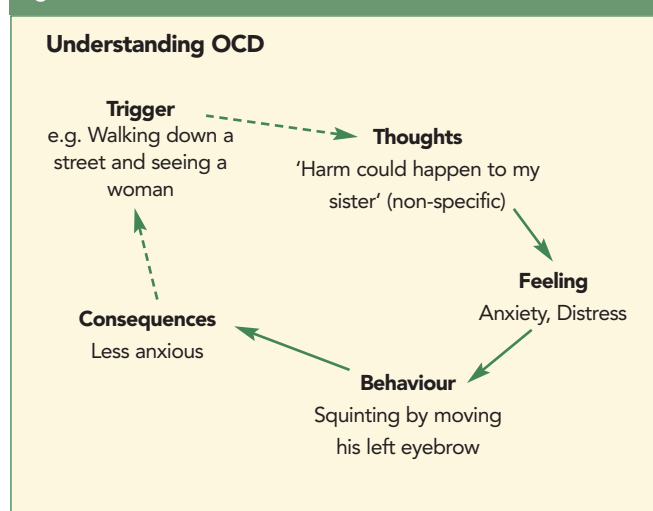 Understanding OCD
Trigger
e.g. Walking down a
street and seeing a
woman
Thoughts
‘Harm could happen to my
sister‘ (non-specific)
Feeling
Anxiety, Distress
Behaviour
Squinting by moving
his left eyebrow
Consequences
Less anxious